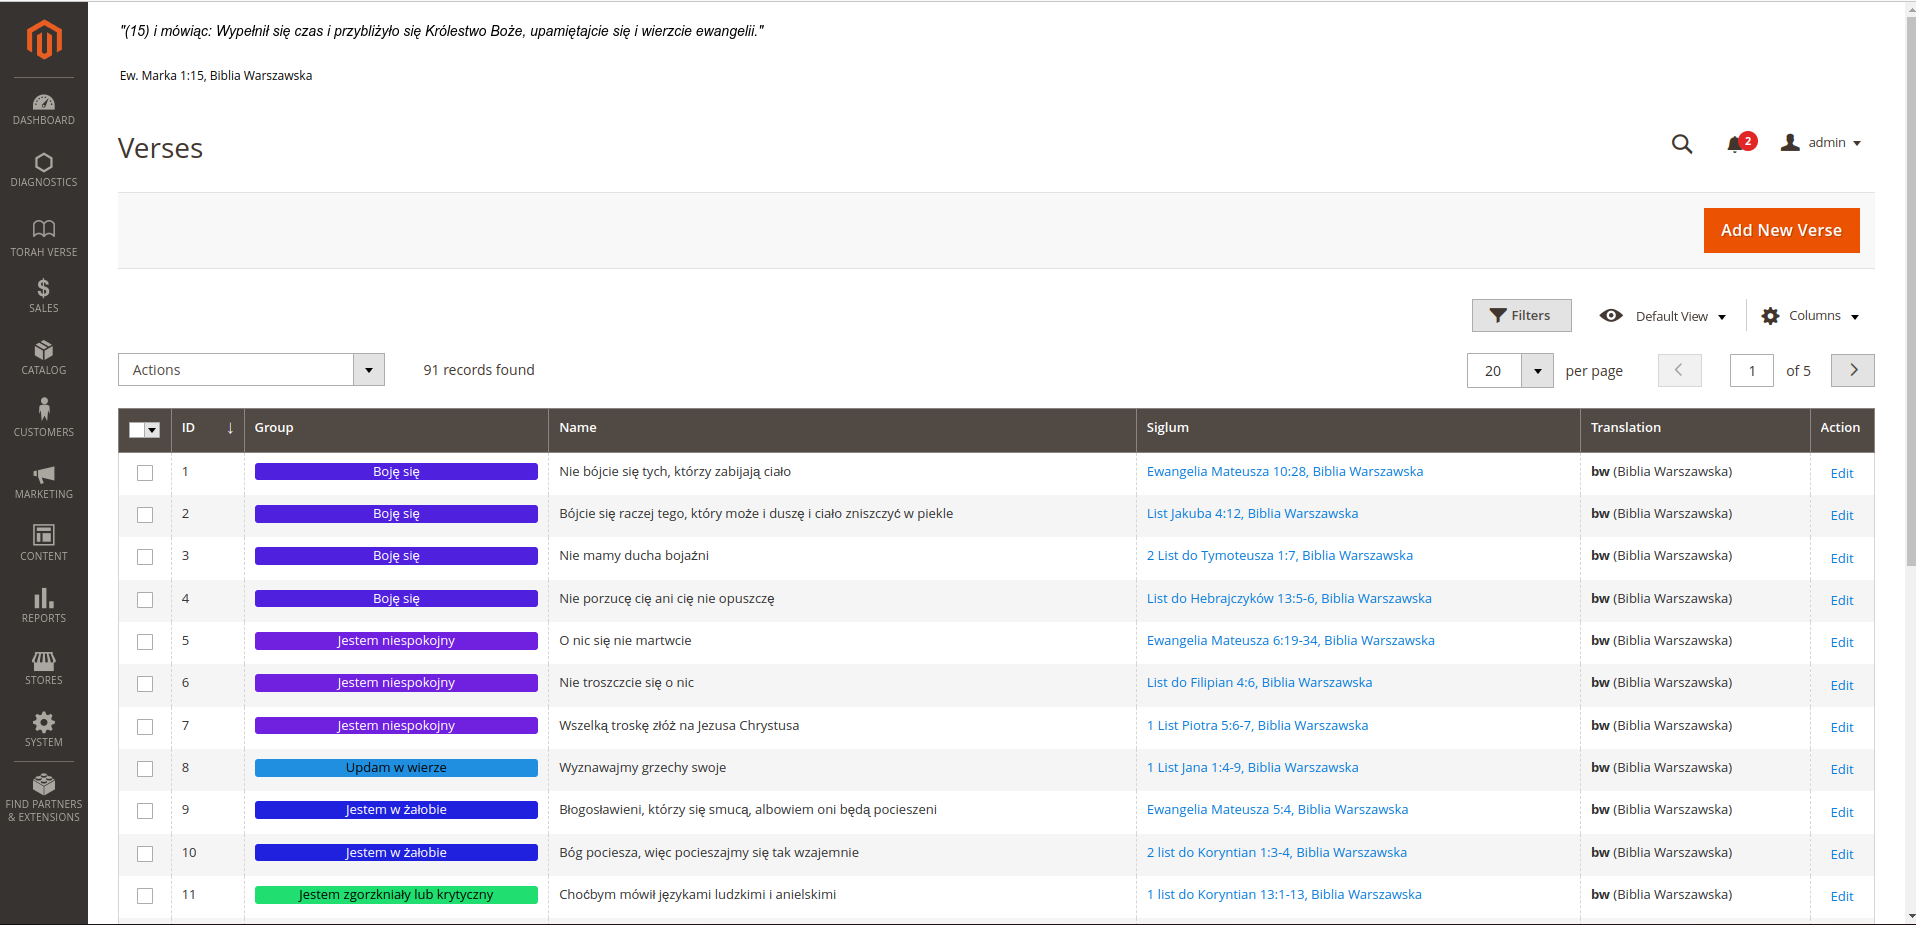 "(15) i mówiąc: Wypełnił się czas i przybliżyło się Królestwo Boże, upamiętajcie się i wierzcie ewangelii."
Ew. Marka 1:15, Biblia Warszawska
DASHBOARD
DIAGNOSTICS
TORAH VERSE
SALES
CATALOG
CUSTOMERS
MARKETING
CONTENT
REPORTS
STORES
SYSTEM
FIND PARTNERS
& EXTENSIONS
Verses
2
admin
Add New Verse
Filters
Default View
Columns
Actions
91 records found
20
per page
1
of 5
ID ↓ Group Name Siglum Translation Action
1 Boję się Nie bójcie się tych, którzy zabijają ciało Ewangelia Mateusza 10:28, Biblia Warszawska bw (Biblia Warszawska) Edit
2 Boję się Bójcie się raczej tego, który może i duszę i ciało zniszczyć w piekle List Jakuba 4:12, Biblia Warszawska bw (Biblia Warszawska) Edit
3 Boję się Nie mamy ducha bojaźni 2 List do Tymoteusza 1:7, Biblia Warszawska bw (Biblia Warszawska) Edit
4 Boję się Nie porzucę cię ani cię nie opuszczę List do Hebrajczyków 13:5-6, Biblia Warszawska bw (Biblia Warszawska) Edit
5 Jestem niespokojny O nic się nie martwcie Ewangelia Mateusza 6:19-34, Biblia Warszawska bw (Biblia Warszawska) Edit
6 Jestem niespokojny Nie troszczcie się o nic List do Filipian 4:6, Biblia Warszawska bw (Biblia Warszawska) Edit
7 Jestem niespokojny Wszelką troskę złóż na Jezusa Chrystusa 1 List Piotra 5:6-7, Biblia Warszawska bw (Biblia Warszawska) Edit
8 Updam w wierze Wyznawajmy grzechy swoje 1 List Jana 1:4-9, Biblia Warszawska bw (Biblia Warszawska) Edit
9 Jestem w żałobie Błogosławieni, którzy się smucą, albowiem oni będą pocieszeni Ewangelia Mateusza 5:4, Biblia Warszawska bw (Biblia Warszawska) Edit
10 Jestem w żałobie Bóg pociesza, więc pocieszajmy się tak wzajemnie 2 list do Koryntian 1:3-4, Biblia Warszawska bw (Biblia Warszawska) Edit
11 Jestem zgorzkniały lub krytyczny Choćbym mówił językami ludzkimi i anielskimi 1 list do Koryntian 13:1-13, Biblia Warszawska bw (Biblia Warszawska) Edit